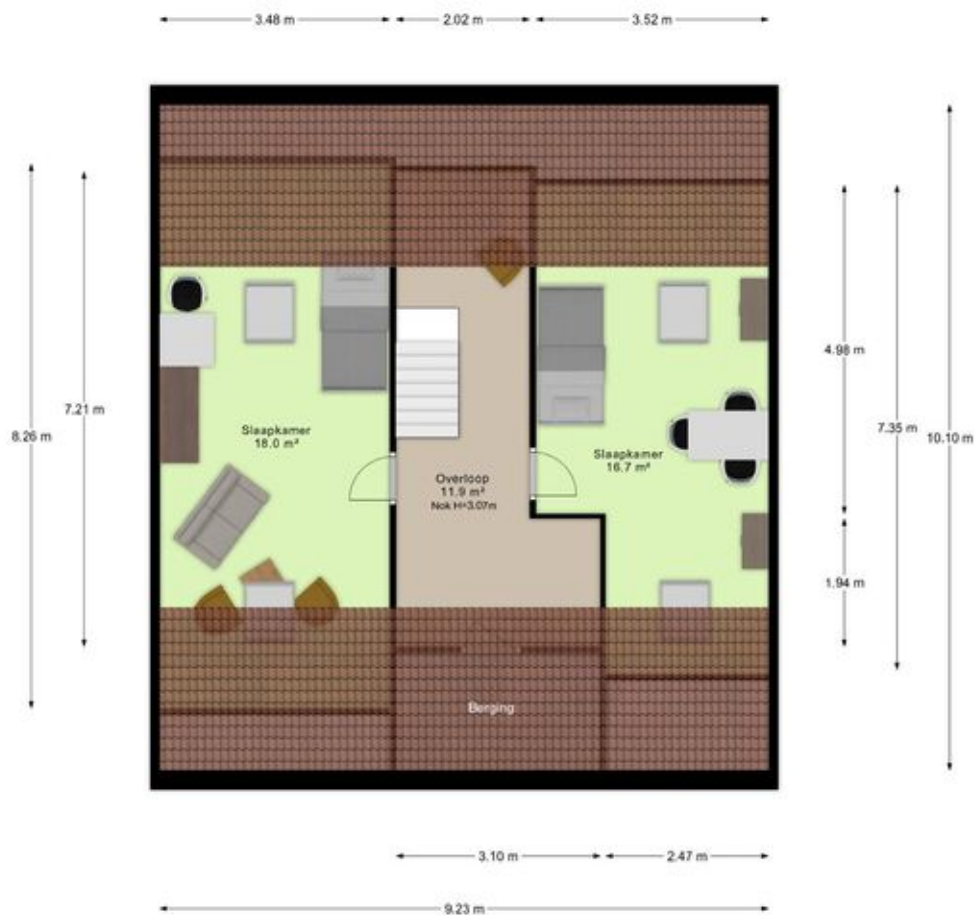 3.48 m
2.02 m
3.52 m
8.26 m
7.21 m
4.98 m
7.35 m
10.10 m
1.94 m
Slaapkamer
18.0 m²
Overloop
11.9 m²
Nok H=3.07m
Slaapkamer
16.7 m²
Berging
3.10 m
2.47 m
9.23 m